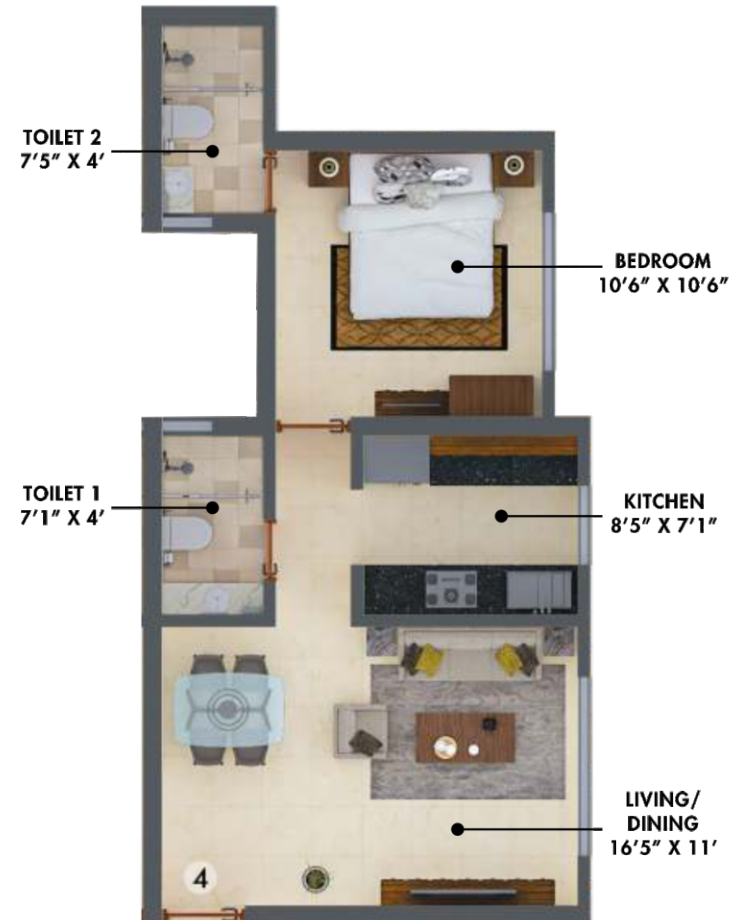 TOILET 2
7'5" X 4'
BEDROOM
10'6" X 10'6"
TOILET 1
7'1" X 4'
KITCHEN
8'5" X 7'1"
LIVING/
DINING
16'5" X 11'
4